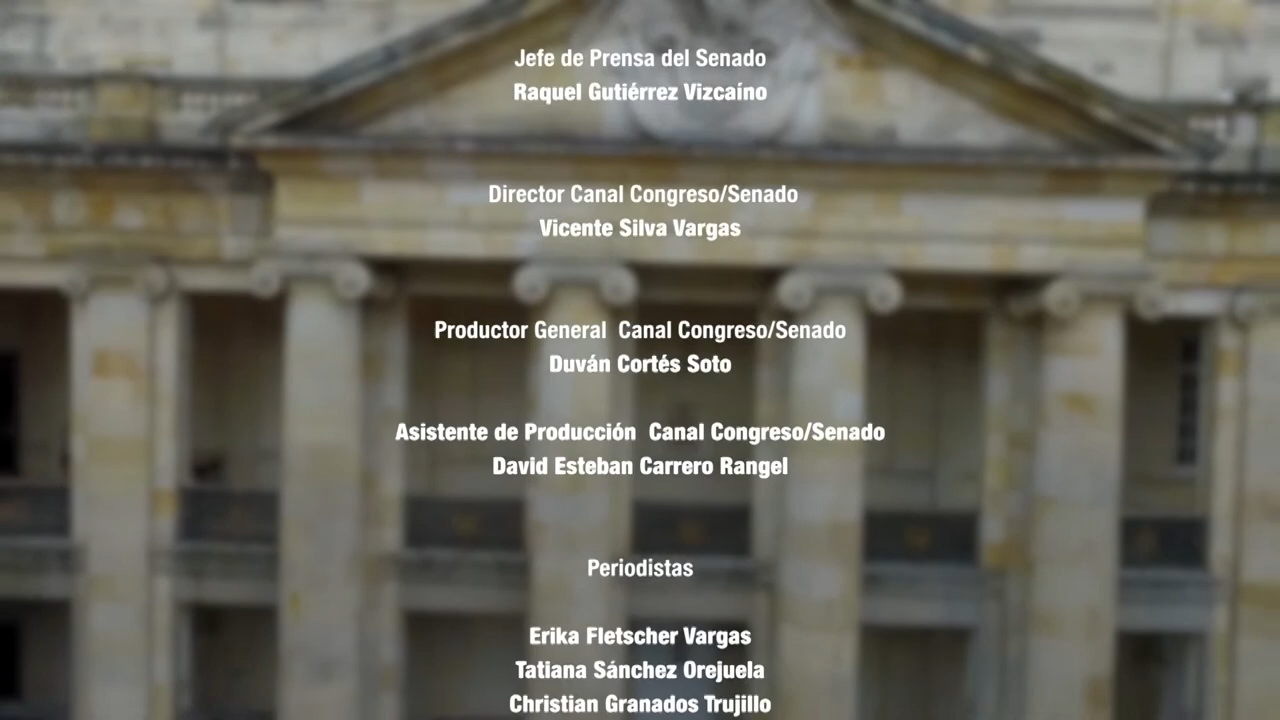 Jefe de Prensa del Senado
Raquel Gutiérrez Vizcaíno
Director Canal Congreso/Senado
Vicente Silva Vargas
Productor General  Canal Congreso/Senado
Duván Cortés Soto
Asistente de Producción  Canal Congreso/Senado
David Esteban Carrero Rangel
Periodistas
Erika Fletscher Vargas
Tatiana Sánchez Orejuela
Christian Granados Trujillo